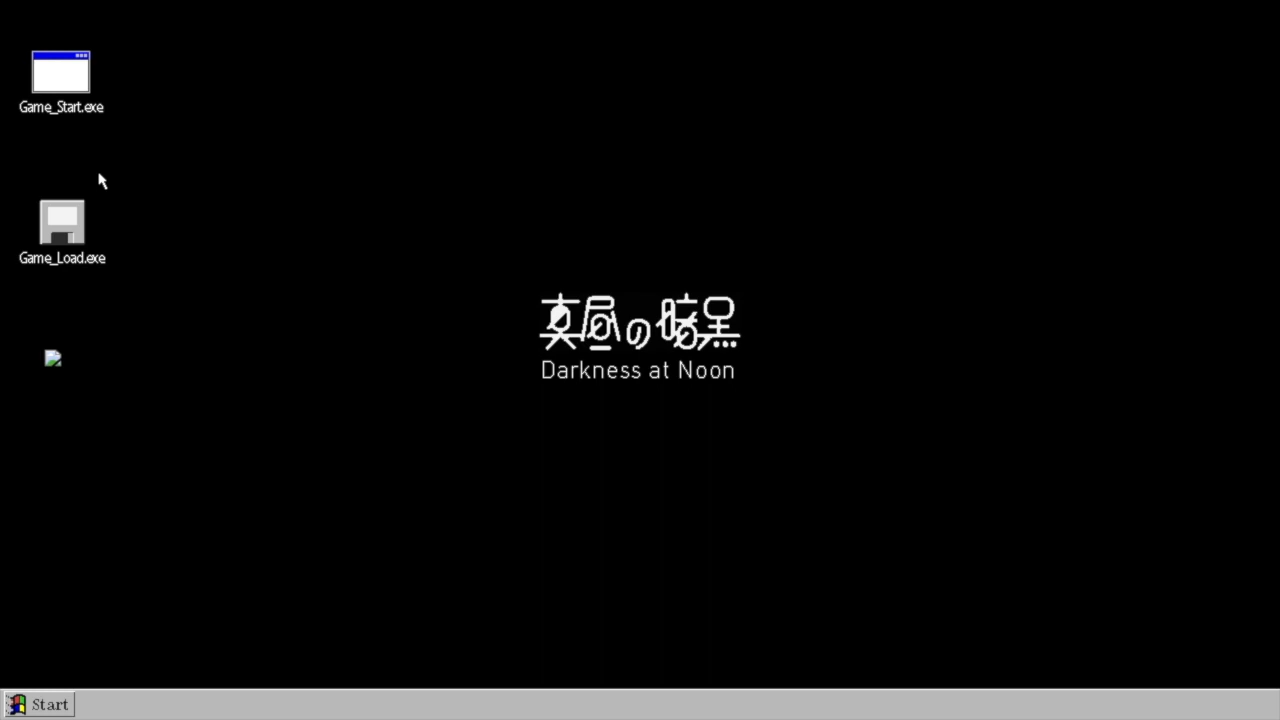 Game_Start.exe
Game_Load.exe
真昼の暗黒
Darkness at Noon
Start